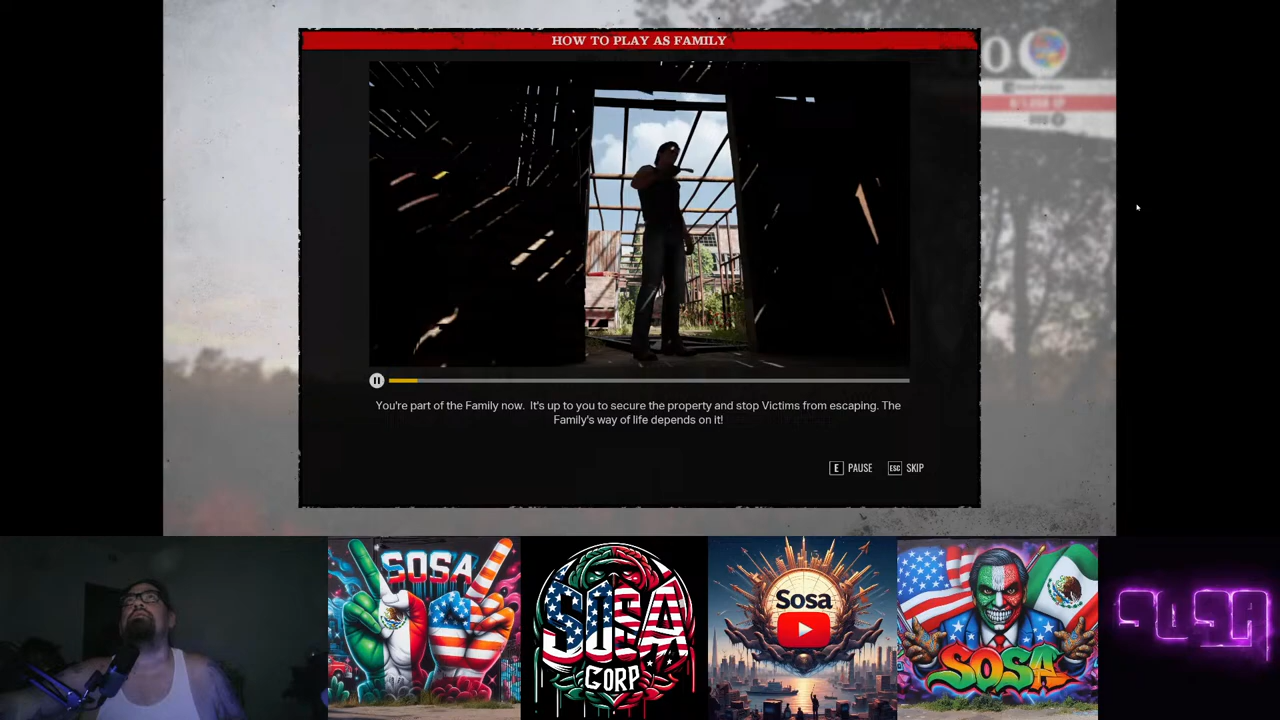 HOW TO PLAY AS FAMILY
0
You're part of the Family now. It's up to you to secure the property and stop Victims from escaping. The
Family's way of life depends on it!
E PAUSE ESC SKIP
SOSA
SOSA
CORP
Sosa
SOSA